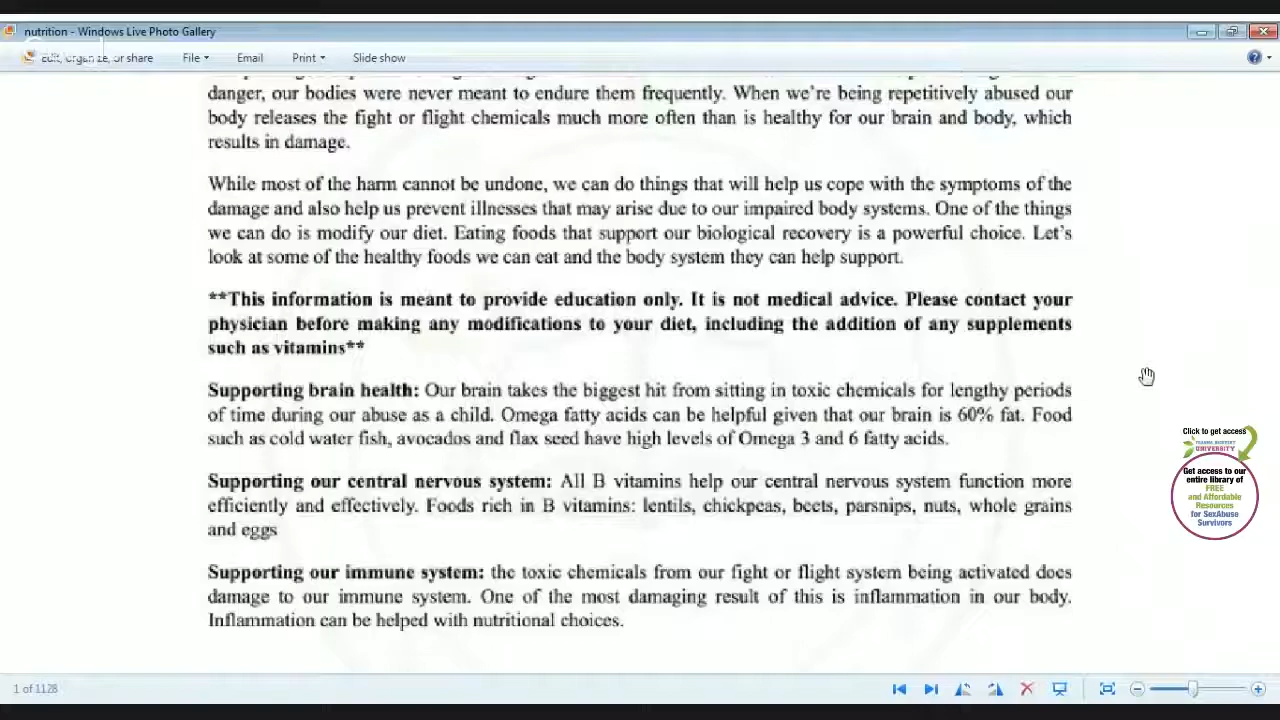 nutrition - Windows Live Photo Gallery
Edit, organize, or share File Email Print Slide show
danger, our bodies were never meant to endure them frequently. When we're being repetitively abused our
body releases the fight or flight chemicals much more often than is healthy for our brain and body, which
results in damage.
While most of the harm cannot be undone, we can do things that will help us cope with the symptoms of the
damage and also help us prevent illnesses that may arise due to our impaired body systems. One of the things
we can do is modify our diet. Eating foods that support our biological recovery is a powerful choice. Let's
look at some of the healthy foods we can eat and the body system they can help support.
**This information is meant to provide education only. It is not medical advice. Please contact your
physician before making any modifications to your diet, including the addition of any supplements
such as vitamins**
Supporting brain health: Our brain takes the biggest hit from sitting in toxic chemicals for lengthy periods
of time during our abuse as a child. Omega fatty acids can be helpful given that our brain is 60% fat. Food
such as cold water fish, avocados and flax seed have high levels of Omega 3 and 6 fatty acids.
Supporting our central nervous system: All B vitamins help our central nervous system function more
efficiently and effectively. Foods rich in B vitamins: lentils, chickpeas, beets, parsnips, nuts, whole grains
and eggs
Supporting our immune system: the toxic chemicals from our fight or flight system being activated does
damage to our immune system. One of the most damaging result of this is inflammation in our body.
Inflammation can be helped with nutritional choices.
Click to get access
TRAUMA RECOVERY
UNIVERSITY
Get access to our
entire library of
FREE
and Affordable
Resources
for SexAbuse
Survivors
1 of 1128